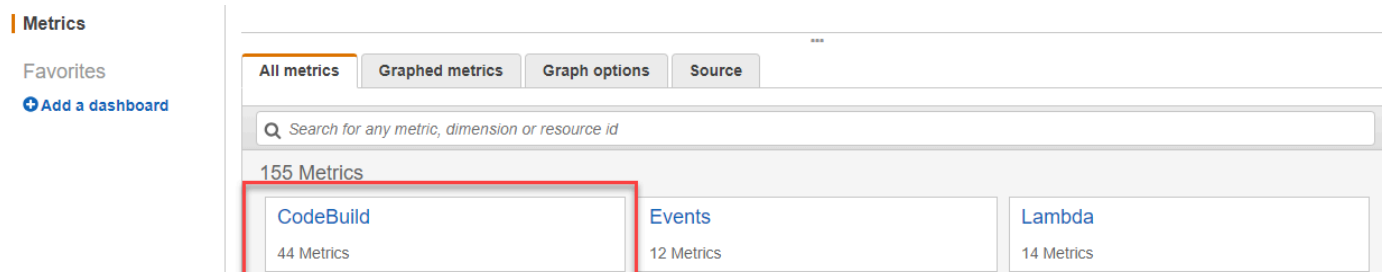 Metrics
Favorites
Add a dashboard
All metrics Graphed metrics Graph options Source
Search for any metric, dimension or resource id
155 Metrics
CodeBuild Events Lambda
44 Metrics 12 Metrics 14 Metrics